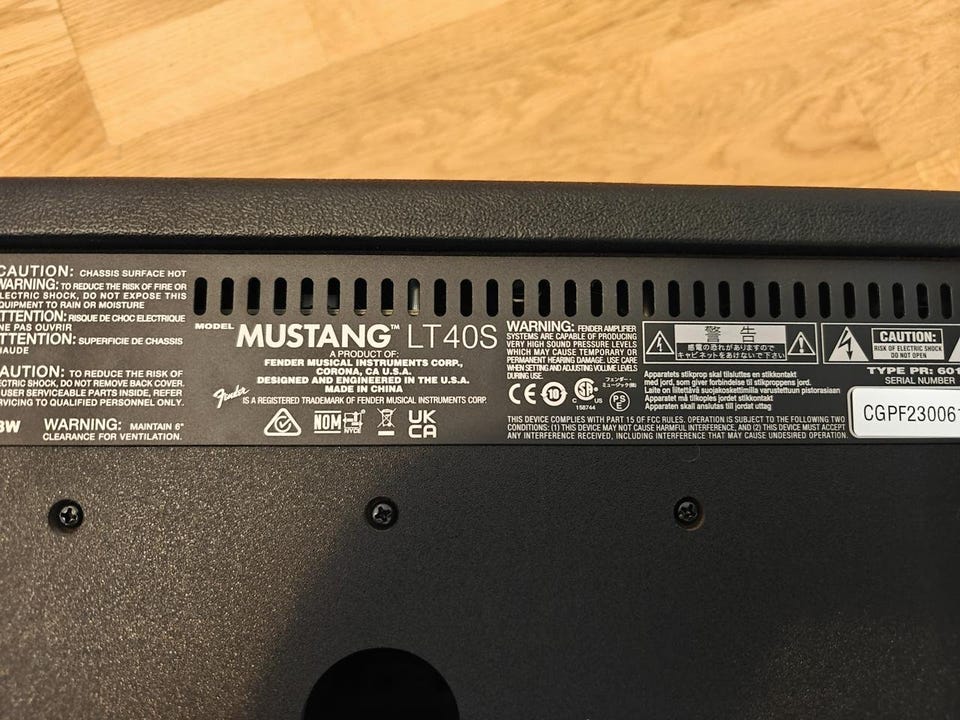 CAUTION: CHASSIS SURFACE HOT
WARNING: TO REDUCE THE RISK OF FIRE OR
ELECTRIC SHOCK, DO NOT EXPOSE THIS
EQUIPMENT TO RAIN OR MOISTURE
ATTENTION: RISQUE DE CHOC ELECTRIQUE
NE PAS OUVRIR
ATTENTION: SUPERFICIE DE CHASSIS
CHAUDE
CAUTION: TO REDUCE THE RISK OF
ELECTRIC SHOCK, DO NOT REMOVE BACK COVER.
USER SERVICEABLE PARTS INSIDE, REFER
SERVICING TO QUALIFIED PERSONNEL ONLY.
WARNING: MAINTAIN 6"
CLEARANCE FOR VENTILATION.
MODEL MUSTANG™ LT40S
A PRODUCT OF:
FENDER MUSICAL INSTRUMENTS CORP.,
CORONA, CA U.S.A.
DESIGNED AND ENGINEERED IN THE U.S.A.
MADE IN CHINA
Fender IS A REGISTERED TRADEMARK OF FENDER MUSICAL INSTRUMENTS CORP.
NOM NYCE UK CA
WARNING: FENDER AMPLIFIER
SYSTEMS ARE CAPABLE OF PRODUCING
VERY HIGH SOUND PRESSURE LEVELS
WHICH MAY CAUSE TEMPORARY OR
PERMANENT HEARING DAMAGE. USE CARE
WHEN SETTING AND ADJUSTING VOLUME LEVELS
DURING USE.
CE 10 US
158744
フェンダー・
ミュージック(株)
PS
E
THIS DEVICE COMPLIES WITH PART 15 OF FCC RULES. OPERATION IS SUBJECT TO THE FOLLOWING TWO
CONDITIONS: (1) THIS DEVICE MAY NOT CAUSE HARMFUL INTERFERENCE, AND (2) THIS DEVICE MUST ACCEPT
ANY INTERFERENCE RECEIVED, INCLUDING INTERFERENCE THAT MAY CAUSE UNDESIRED OPERATION.
警 告
感電の恐れがありますので
キャビネットをあけないで下さい
Apparatets stikprop skal tilsluttes en stikkontakt
med jord, som giver forbindelse til stikproppens jord.
Laite on liitettävä suojakoskettimilla varustettuun pistorasiaan
Apparatet må tilkoples jordet stikkontakt
Apparaten skall anslutas till jordat uttag
CAUTION:
RISK OF ELECTRIC SHOCK
DO NOT OPEN
TYPE PR: 601
SERIAL NUMBER
CGPF230061